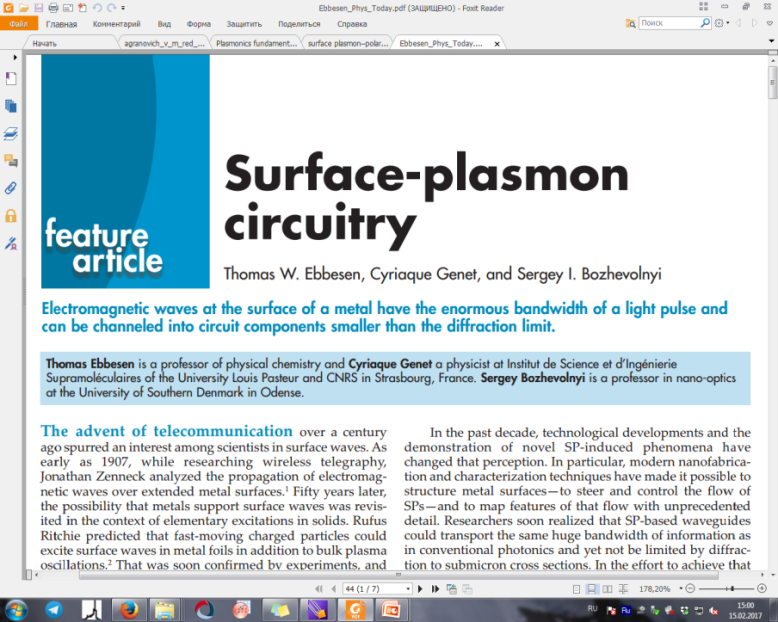 Ebbesen_Phys_Today.pdf (ЗАЩИЩЕНО) - Foxit Reader
Файл Главная Комментарий Вид Форма Защитить Поделиться Справка
Поиск
Начать agranovich_v_m_red_... Plasmonics fundament... surface plasmon-polar... Ebbesen_Phys_Today....
feature
article
Surface-plasmon
circuitry
Thomas W. Ebbesen, Cyriaque Genet, and Sergey I. Bozhevolnyi
Electromagnetic waves at the surface of a metal have the enormous bandwidth of a light pulse and
can be channeled into circuit components smaller than the diffraction limit.
Thomas Ebbesen is a professor of physical chemistry and Cyriaque Genet a physicist at Institut de Science et d'Ingénierie
Supramoléculaires of the University Louis Pasteur and CNRS in Strasbourg, France. Sergey Bozhevolnyi is a professor in nano-optics
at the University of Southern Denmark in Odense.
The advent of telecommunication over a century
ago spurred an interest among scientists in surface waves. As
early as 1907, while researching wireless telegraphy,
Jonathan Zenneck analyzed the propagation of electromag-
netic waves over extended metal surfaces.¹ Fifty years later,
the possibility that metals support surface waves was revis-
ited in the context of elementary excitations in solids. Rufus
Ritchie predicted that fast-moving charged particles could
excite surface waves in metal foils in addition to bulk plasma
oscillations.² That was soon confirmed by experiments, and
In the past decade, technological developments and the
demonstration of novel SP-induced phenomena have
changed that perception. In particular, modern nanofabrica-
tion and characterization techniques have made it possible to
structure metal surfaces—to steer and control the flow of
SPs—and to map features of that flow with unprecedented
detail. Researchers soon realized that SP-based waveguides
could transport the same huge bandwidth of information as
in conventional photonics and yet not be limited by diffrac-
tion to submicron cross sections. In the effort to achieve that
44 (1 / 7) 176,20%
RU Ru 15:00
15.02.2017